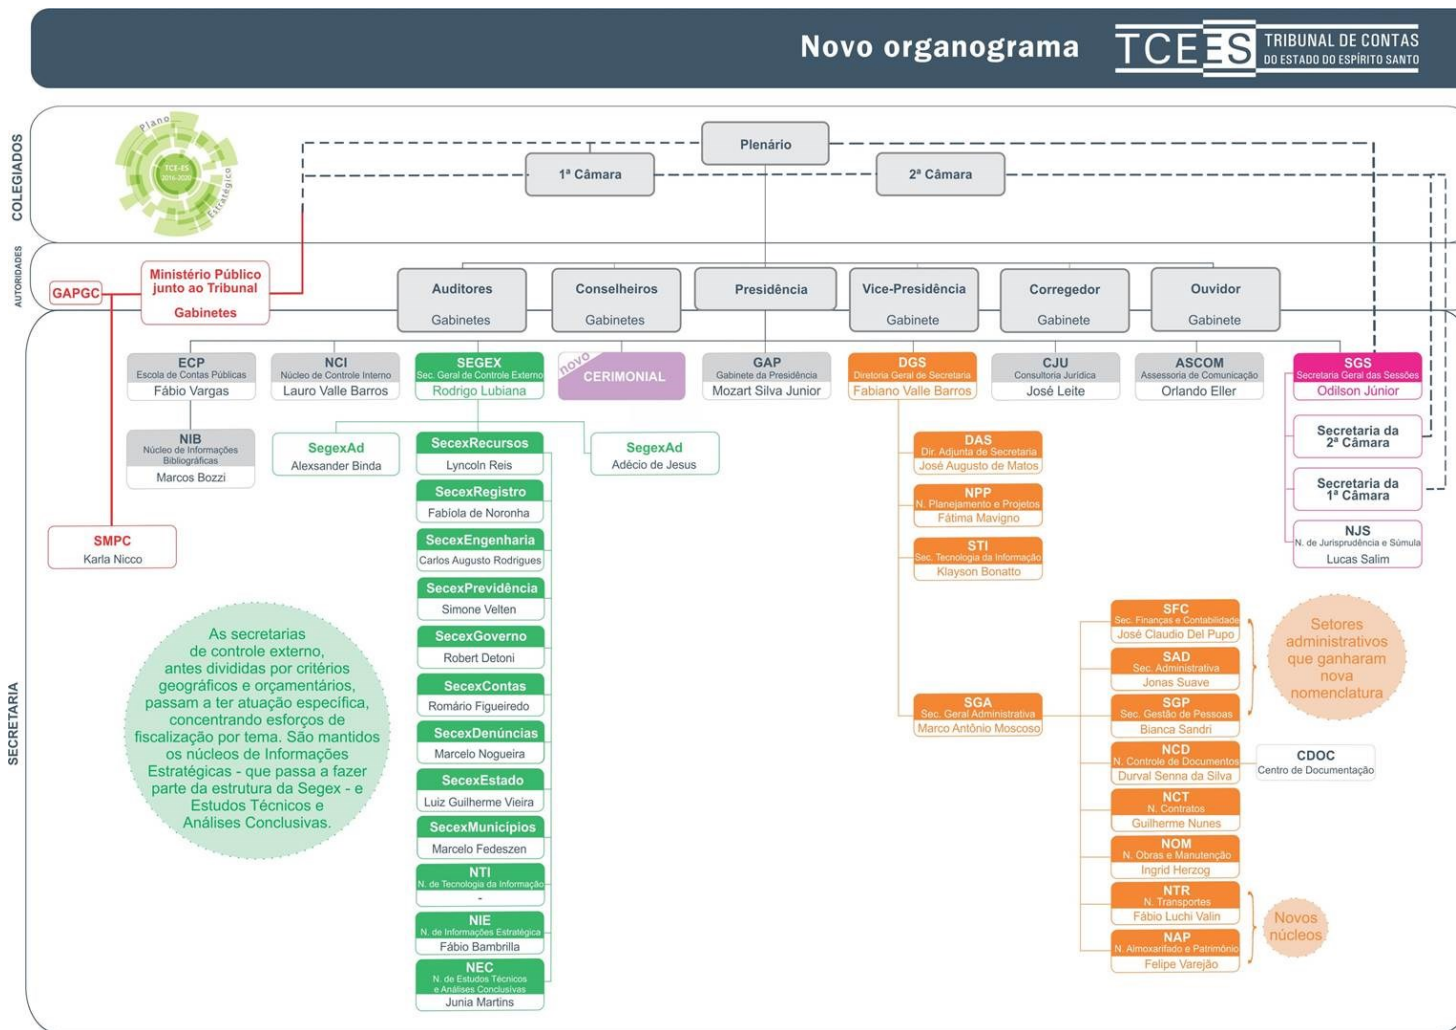 Novo organograma
TCEES
TRIBUNAL DE CONTAS
DO ESTADO DO ESPÍRITO SANTO
COLEGIADOS
Plano
TCE-ES
2016-2020
Estratégico
Plenário
1ª Câmara
2ª Câmara
AUTORIDADES
GAPGC
Ministério Público
junto ao Tribunal
Gabinetes
Auditores
Gabinetes
Conselheiros
Gabinetes
Presidência
Vice-Presidência
Gabinete
Corregedor
Gabinete
Ouvidor
Gabinete
SECRETARIA
ECP
Escola de Contas Públicas
Fábio Vargas
NCI
Núcleo de Controle Interno
Lauro Valle Barros
SEGEX
Sec. Geral de Controle Externo
Rodrigo Lubiana
novo
CERIMONIAL
GAP
Gabinete da Presidência
Mozart Silva Junior
DGS
Diretoria Geral de Secretaria
Fabiano Valle Barros
CJU
Consultoria Jurídica
José Leite
ASCOM
Assessoria de Comunicação
Orlando Eller
SGS
Secretaria Geral das Sessões
Odilson Júnior
NIB
Núcleo de Informações
Bibliográficas
Marcos Bozzi
SegexAd
Alexsander Binda
SecexRecursos
Lyncoln Reis
SegexAd
Adécio de Jesus
SecexRegistro
Fabíola de Noronha
SecexEngenharia
Carlos Augusto Rodrigues
SecexPrevidência
Simone Velten
SecexGoverno
Robert Detoni
SecexContas
Romário Figueiredo
SecexDenúncias
Marcelo Nogueira
SecexEstado
Luiz Guilherme Vieira
SecexMunicípios
Marcelo Fedeszen
NTI
N. de Tecnologia da Informação
-
NIE
N. de Informações Estratégica
Fábio Bambrilla
NEC
N. de Estudos Técnicos
e Análises Conclusivas
Junia Martins
DAS
Dir. Adjunta de Secretaria
José Augusto de Matos
NPP
N. Planejamento e Projetos
Fátima Mavigno
STI
Sec. Tecnologia da Informação
Klayson Bonatto
SGA
Sec. Geral Administrativa
Marco Antônio Moscoso
SFC
Sec. Finanças e Contabilidade
José Claudio Del Pupo
SAD
Sec. Administrativa
Jonas Suave
SGP
Sec. Gestão de Pessoas
Bianca Sandri
NCD
N. Controle de Documentos
Durval Senna da Silva
CDOC
Centro de Documentação
NCT
N. Contratos
Guilherme Nunes
NOM
N. Obras e Manutenção
Ingrid Herzog
NTR
N. Transportes
Fábio Luchi Valin
NAP
N. Almoxarifado e Patrimônio
Felipe Varejão
Secretaria da
2ª Câmara
Secretaria da
1ª Câmara
NJS
N. de Jurisprudência e Súmula
Lucas Salim
SMPC
Karla Nicco
As secretarias
de controle externo,
antes divididas por critérios
geográficos e orçamentários,
passam a ter atuação específica,
concentrando esforços de
fiscalização por tema. São mantidos
os núcleos de Informações
Estratégicas - que passa a fazer
parte da estrutura da Segex - e
Estudos Técnicos e
Análises Conclusivas.
Setores
administrativos
que ganharam
nova
nomenclatura
Novos
núcleos